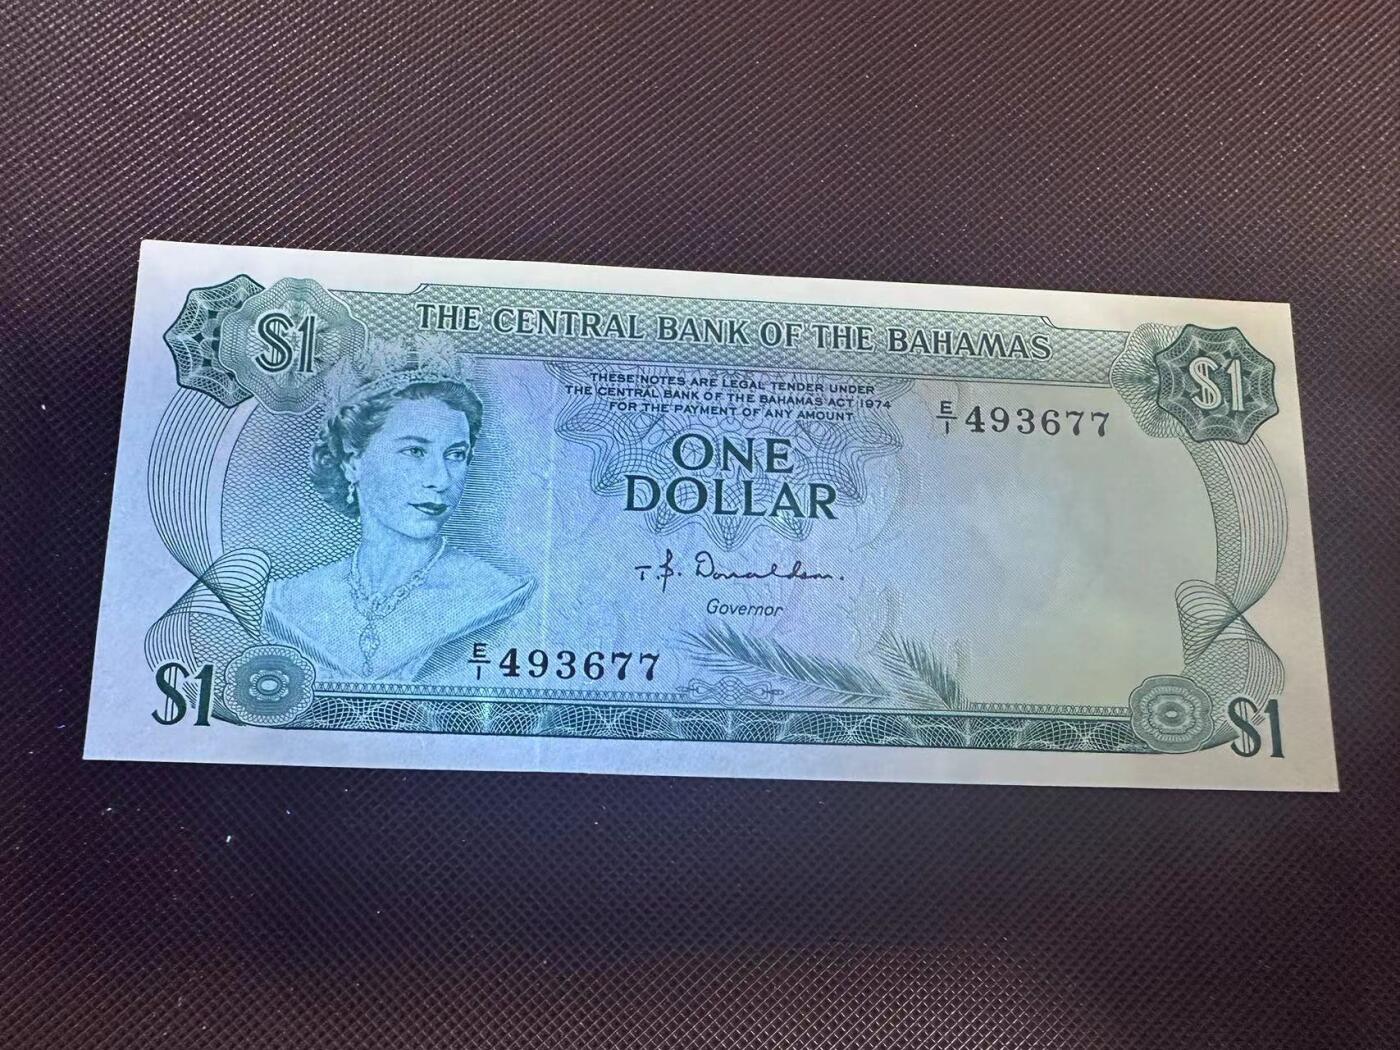 $1
THE CENTRAL BANK OF THE BAHAMAS
$1
THESE NOTES ARE LEGAL TENDER UNDER
THE CENTRAL BANK OF THE BAHAMAS ACT 1974
FOR THE PAYMENT OF ANY AMOUNT
E/1 493677
ONE
DOLLAR
T.B. Donaldson.
Governor
E/1 493677
$1
$1